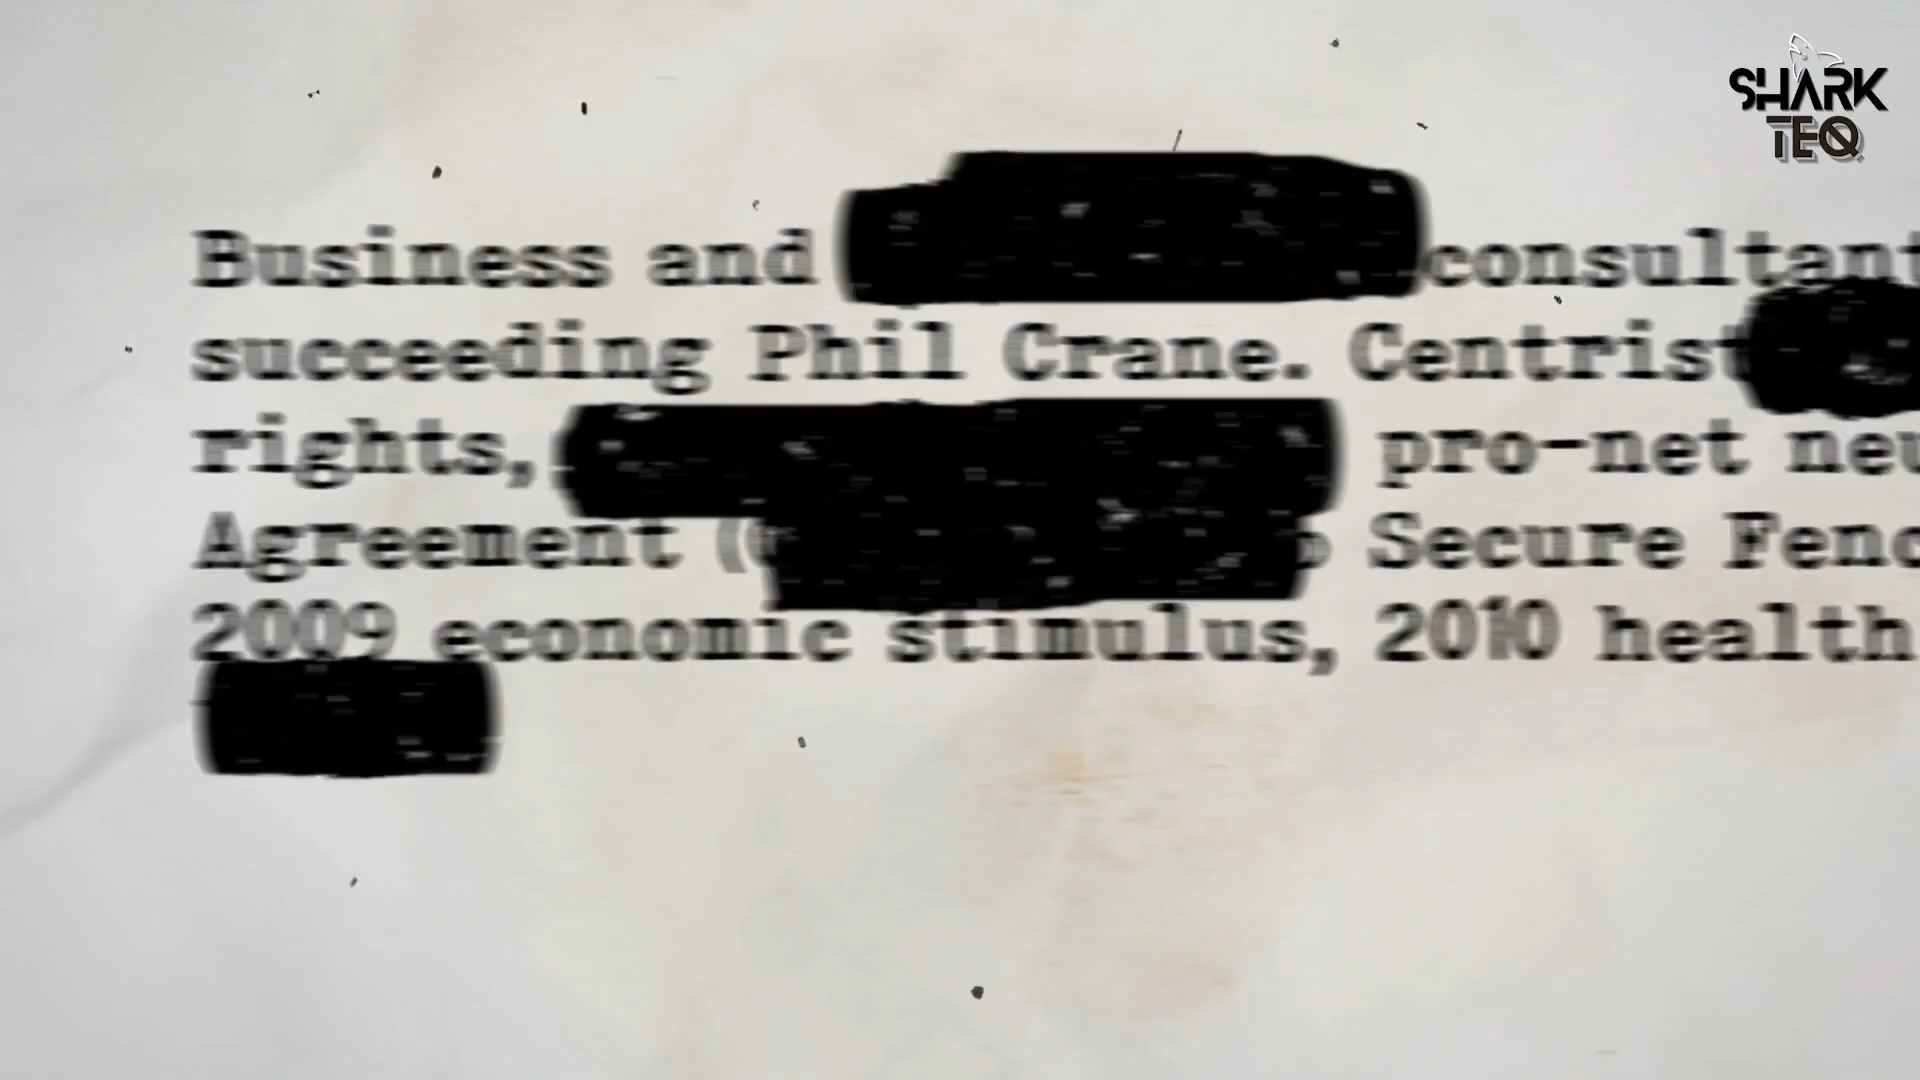 SHARK
TEQ
Business and consultant
succeeding Phil Crane. Centrist
rights, pro-net neu
Agreement ( Secure Fenc
2009 economic stimulus, 2010 health